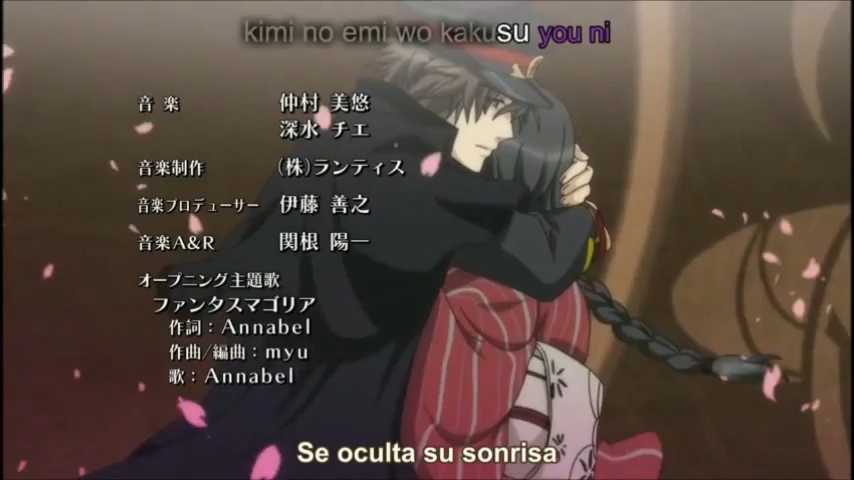 kimi no emi wo kakusu you ni
音 楽 仲村 美悠
深水 チエ
音楽制作 (株)ランティス
音楽プロデューサー 伊藤 善之
音楽A&R 関根 陽一
オープニング主題歌
ファンタスマゴリア
作詞：Annabel
作曲/編曲：myu
歌：Annabel
Se oculta su sonrisa